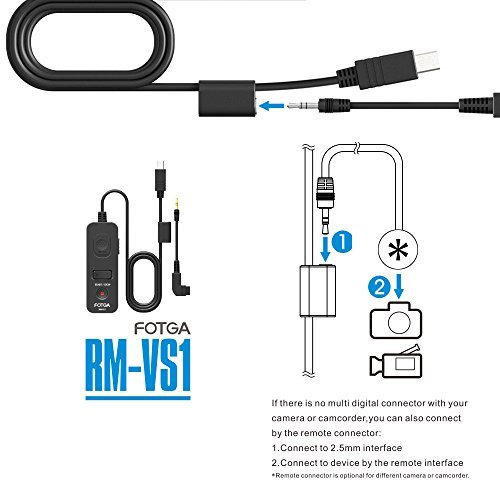 FOTGA
FOTGA
RM-VS1
1
*
2
If there is no multi digital connector with your
camera or camcorder,you can also connect
by the remote connector:
1.Connect to 2.5mm interface
2.Connect to device by the remote interface
*Remote connector is optional for different camera or camcorder.